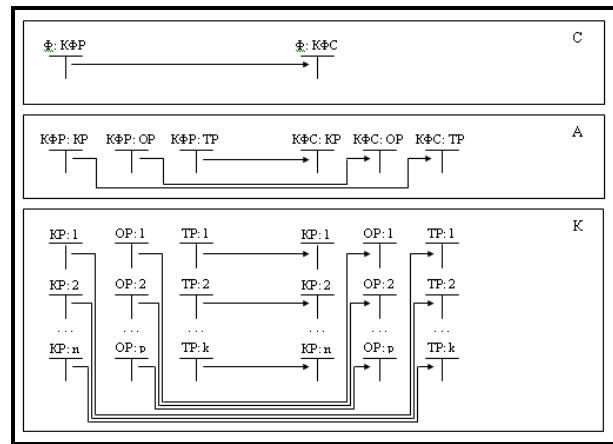 С
Ф: КФР Ф: КФС
А
КФР: КР КФР: ОР КФР: ТР КФС: КР КФС: ОР КФС: ТР
К
КР: 1 ОР: 1 ТР: 1 КР: 1 ОР: 1 ТР: 1
КР: 2 ОР: 2 ТР: 2 КР: 2 ОР: 2 ТР: 2
... ... ... ... ... ...
КР: n ОР: p ТР: k КР: n ОР: p ТР: k